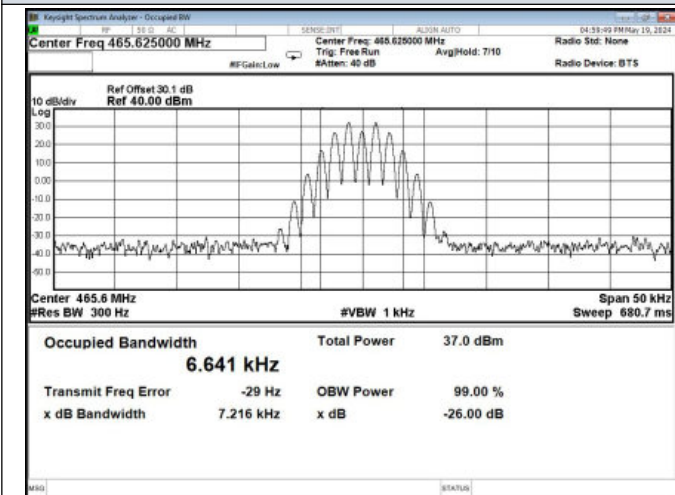 Keysight Spectrum Analyzer - Occupied BW
RF 50 Ω AC SENSE:INT ALIGN AUTO 04:59:49 PM May 19, 2024
Center Freq 465.625000 MHz Center Freq: 465.625000 MHz Radio Std: None
Trig: Free Run Avg|Hold: 7/10
#IFGain:Low #Atten: 40 dB Radio Device: BTS
Ref Offset 30.1 dB
10 dB/div Ref 40.00 dBm
Log
30.0
20.0
10.0
0.00
-10.0
-20.0
-30.0
-40.0
-50.0
Center 465.6 MHz Span 50 kHz
#Res BW 300 Hz #VBW 1 kHz Sweep 680.7 ms
Occupied Bandwidth Total Power 37.0 dBm
6.641 kHz
Transmit Freq Error -29 Hz OBW Power 99.00 %
x dB Bandwidth 7.216 kHz x dB -26.00 dB
MSG STATUS